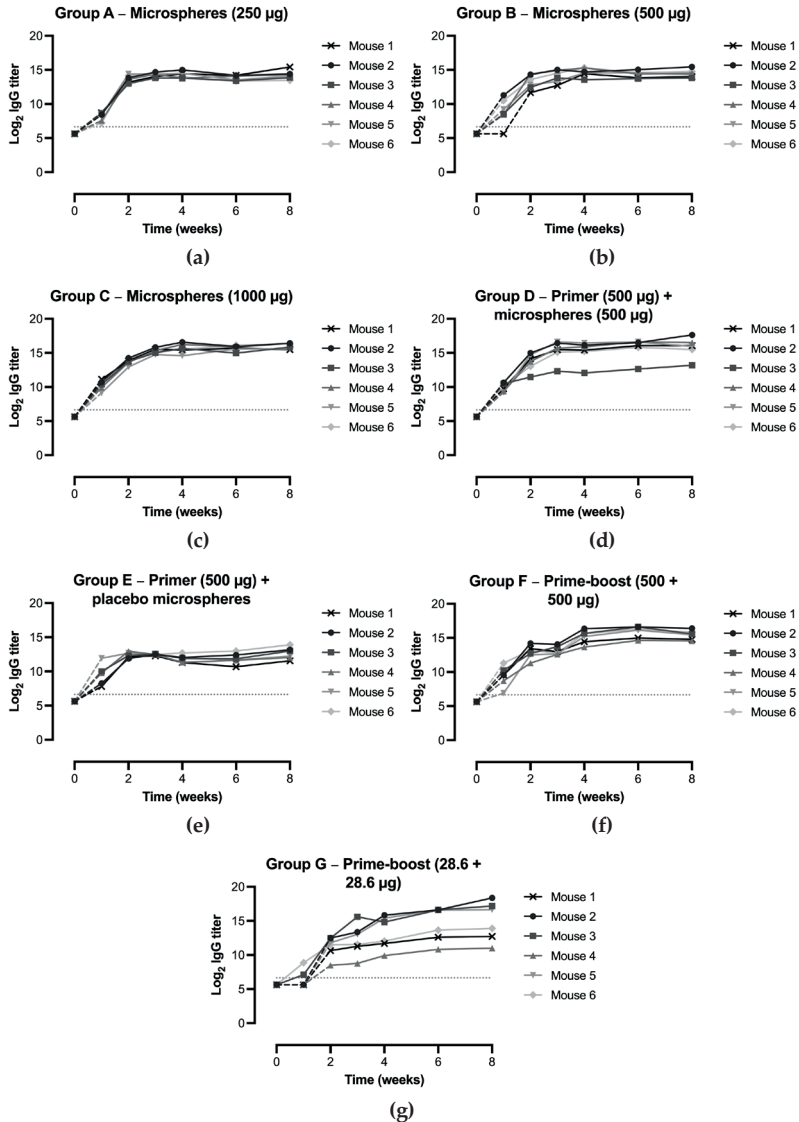 Group A – Microspheres (250 µg)
Log2 IgG titer
20
15
10
5
0
0 2 4 6 8
Time (weeks)
Mouse 1
Mouse 2
Mouse 3
Mouse 4
Mouse 5
Mouse 6
(a)
Group B – Microspheres (500 µg)
Log2 IgG titer
20
15
10
5
0
0 2 4 6 8
Time (weeks)
Mouse 1
Mouse 2
Mouse 3
Mouse 4
Mouse 5
Mouse 6
(b)
Group C – Microspheres (1000 µg)
Log2 IgG titer
20
15
10
5
0
0 2 4 6 8
Time (weeks)
Mouse 1
Mouse 2
Mouse 3
Mouse 4
Mouse 5
Mouse 6
(c)
Group D – Primer (500 µg) +
microspheres (500 µg)
Log2 IgG titer
20
15
10
5
0
0 2 4 6 8
Time (weeks)
Mouse 1
Mouse 2
Mouse 3
Mouse 4
Mouse 5
Mouse 6
(d)
Group E – Primer (500 µg) +
placebo microspheres
Log2 IgG titer
20
15
10
5
0
0 2 4 6 8
Time (weeks)
Mouse 1
Mouse 2
Mouse 3
Mouse 4
Mouse 5
Mouse 6
(e)
Group F – Prime-boost (500 +
500 µg)
Log2 IgG titer
20
15
10
5
0
0 2 4 6 8
Time (weeks)
Mouse 1
Mouse 2
Mouse 3
Mouse 4
Mouse 5
Mouse 6
(f)
Group G – Prime-boost (28.6 +
28.6 µg)
Log2 IgG titer
20
15
10
5
0
0 2 4 6 8
Time (weeks)
Mouse 1
Mouse 2
Mouse 3
Mouse 4
Mouse 5
Mouse 6
(g)